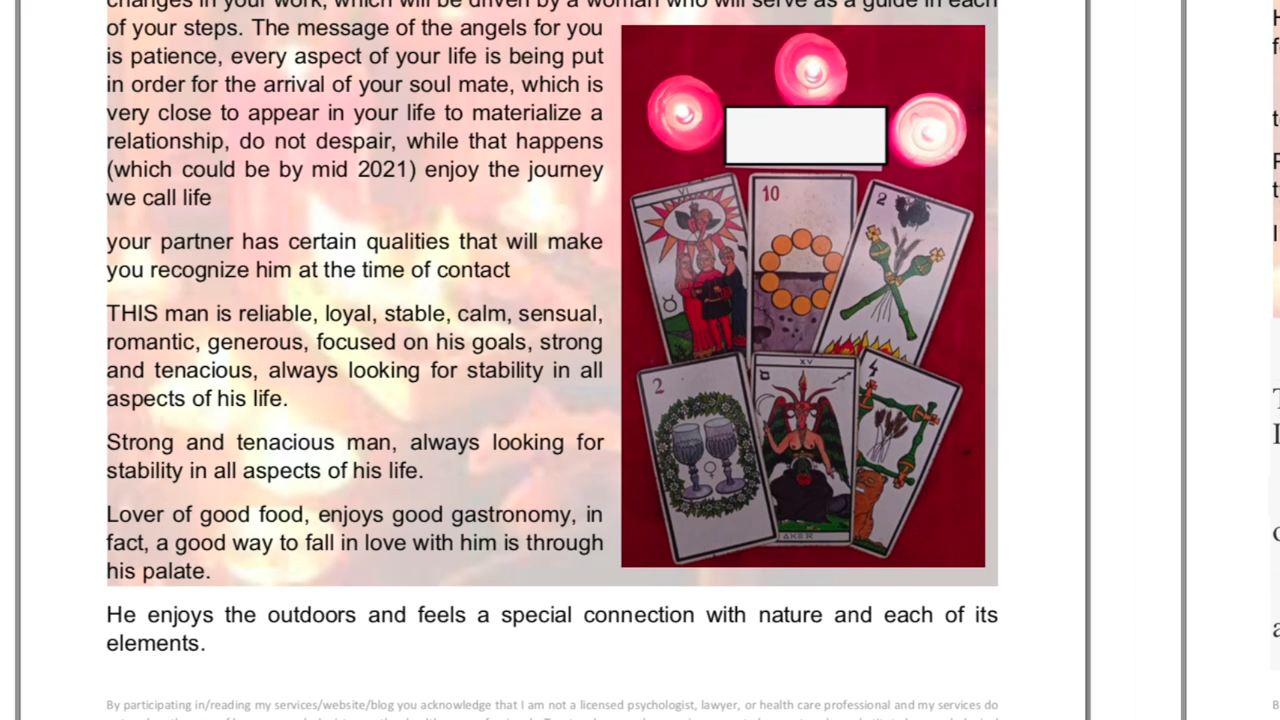 changes in your work, which will be driven by a woman who will serve as a guide in each
of your steps. The message of the angels for you
is patience, every aspect of your life is being put
in order for the arrival of your soul mate, which is
very close to appear in your life to materialize a
relationship, do not despair, while that happens
(which could be by mid 2021) enjoy the journey
we call life
your partner has certain qualities that will make
you recognize him at the time of contact
THIS man is reliable, loyal, stable, calm, sensual,
romantic, generous, focused on his goals, strong
and tenacious, always looking for stability in all
aspects of his life.
Strong and tenacious man, always looking for
stability in all aspects of his life.
Lover of good food, enjoys good gastronomy, in
fact, a good way to fall in love with him is through
his palate.
VI
10
2
2
XV
4
He enjoys the outdoors and feels a special connection with nature and each of its
elements.
By participating in/reading my services/website/blog you acknowledge that I am not a licensed psychologist, lawyer, or health care professional and my services do